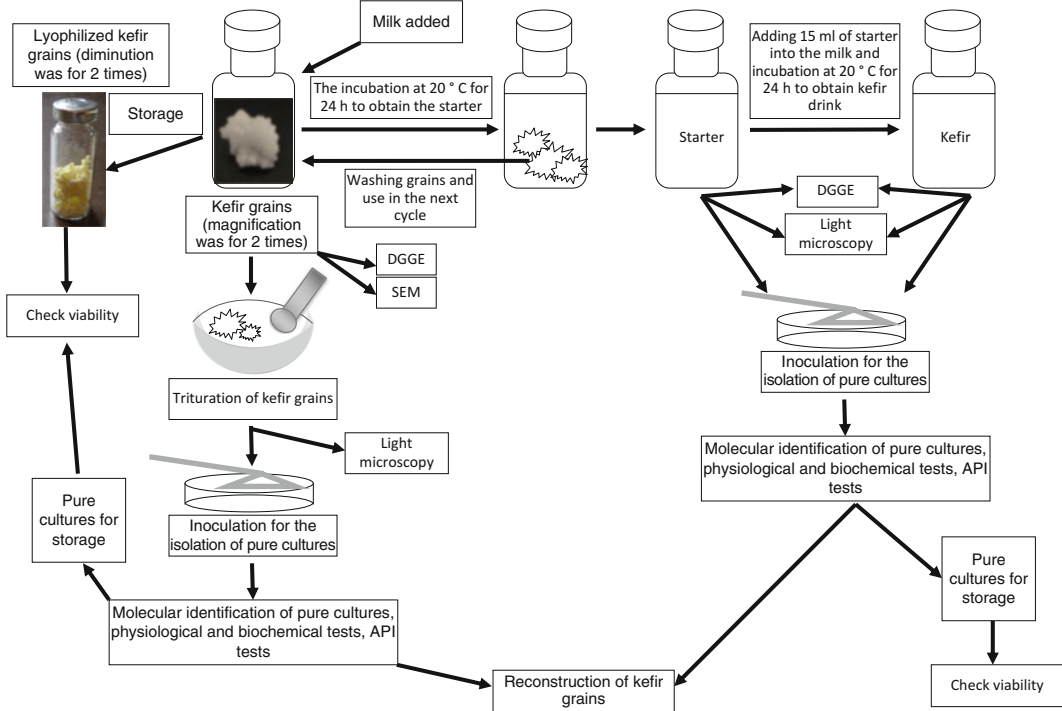 Lyophilized kefir
grains (diminution
was for 2 times)
Milk added
Storage
The incubation at 20 ° C for
24 h to obtain the starter
Adding 15 ml of starter
into the milk and
incubation at 20 ° C for
24 h to obtain kefir
drink
Starter
Kefir
Washing grains and
use in the next
cycle
Kefir grains
(magnification
was for 2 times)
DGGE
SEM
DGGE
Light
microscopy
Check viability
Trituration of kefir grains
Light
microscopy
Inoculation for the
isolation of pure cultures
Molecular identification of pure cultures,
physiological and biochemical tests, API
tests
Pure
cultures for
storage
Inoculation for the
isolation of pure cultures
Pure
cultures for
storage
Molecular identification of pure cultures,
physiological and biochemical tests, API
tests
Reconstruction of kefir
grains
Check viability